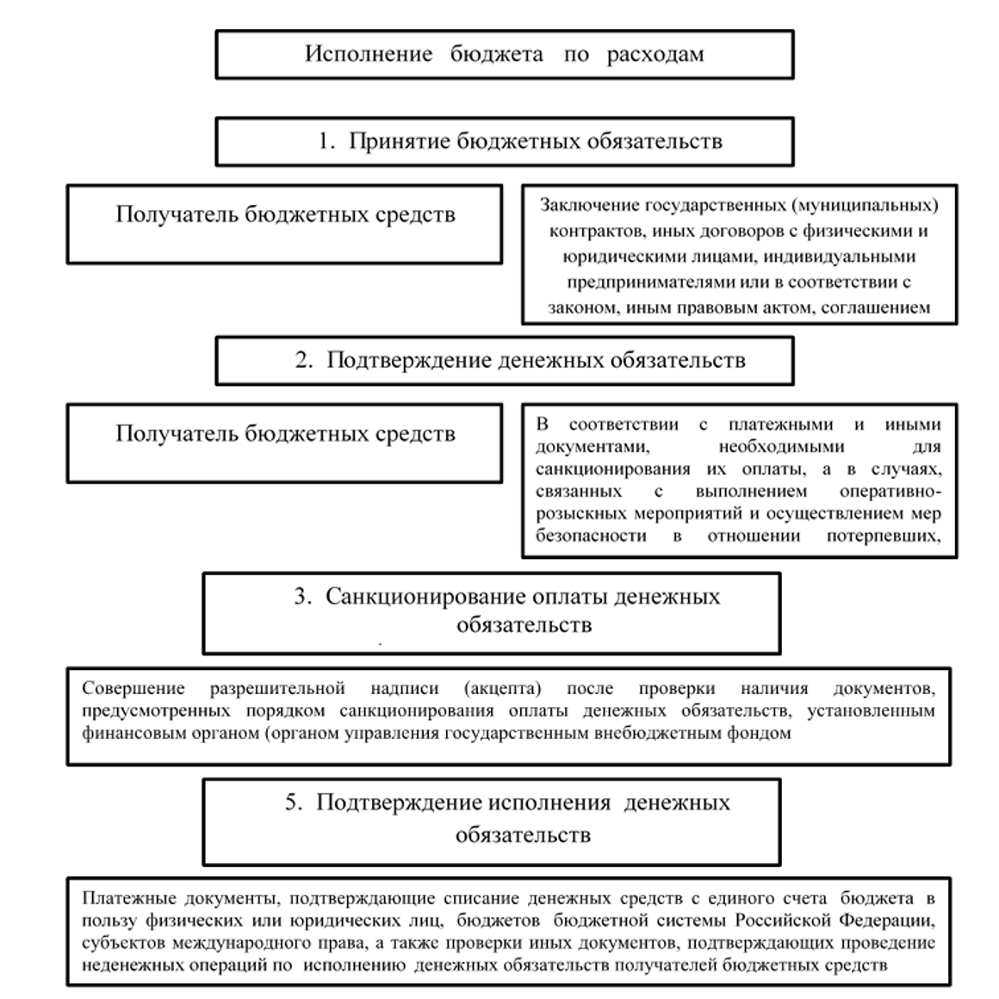 Исполнение бюджета по расходам
1. Принятие бюджетных обязательств
Получатель бюджетных средств
Заключение государственных (муниципальных)
контрактов, иных договоров с физическими и
юридическими лицами, индивидуальными
предпринимателями или в соответствии с
законом, иным правовым актом, соглашением
2. Подтверждение денежных обязательств
Получатель бюджетных средств
В соответствии с платежными и иными
документами, необходимыми для
санкционирования их оплаты, а в случаях,
связанных с выполнением оперативно-
розыскных мероприятий и осуществлением мер
безопасности в отношении потерпевших,
3. Санкционирование оплаты денежных
обязательств
Совершение разрешительной надписи (акцепта) после проверки наличия документов,
предусмотренных порядком санкционирования оплаты денежных обязательств, установленным
финансовым органом (органом управления государственным внебюджетным фондом
5. Подтверждение исполнения денежных
обязательств
Платежные документы, подтверждающие списание денежных средств с единого счета бюджета в
пользу физических или юридических лиц, бюджетов бюджетной системы Российской Федерации,
субъектов международного права, а также проверки иных документов, подтверждающих проведение
неденежных операций по исполнению денежных обязательств получателей бюджетных средств